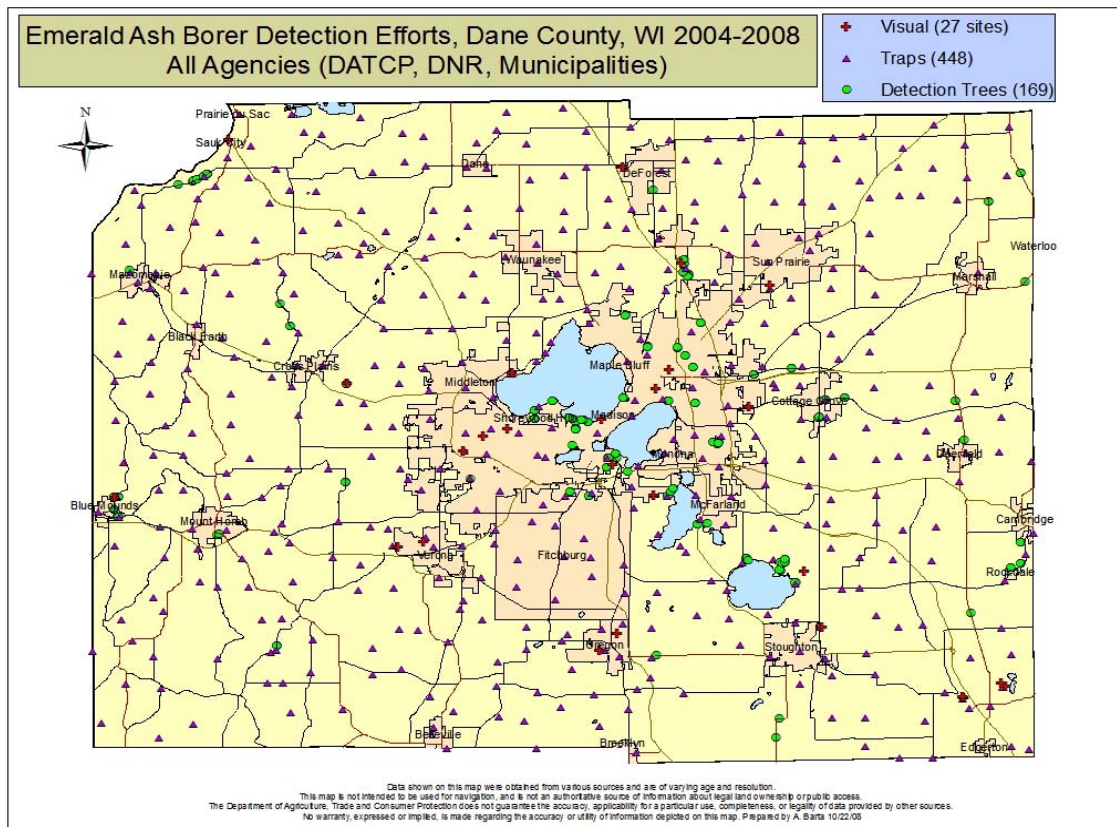 Emerald Ash Borer Detection Efforts, Dane County, WI 2004-2008
All Agencies (DATCP, DNR, Municipalities)
Visual (27 sites)
Traps (448)
Detection Trees (169)
N
Prairie du Sac
Sauk City
Dane
DeForest
Waterloo
Waunakee
Sun Prairie
Mazomanie
Marshall
Black Earth
Cross Plains
Maple Bluff
Middleton
Cottage Grove
Shorewood Hills
Madison
Monona
Deerfield
Blue Mounds
McFarland
Mount Horeb
Cambridge
Verona
Fitchburg
Rockdale
Oregon
Stoughton
Belleville
Brooklyn
Edgerton
Data shown on this map were obtained from various sources and are of varying age and resolution.
This map is not intended to be used for navigation, and is not an authoritative source of information about legal land ownership or public access.
The Department of Agriculture, Trade and Consumer Protection does not guarantee the accuracy, applicability for a particular use, completeness, or legality of data provided by other sources.
No warranty, expressed or implied, is made regarding the accuracy or utility of information depicted on this map. Prepared by A. Barta 10/22/08